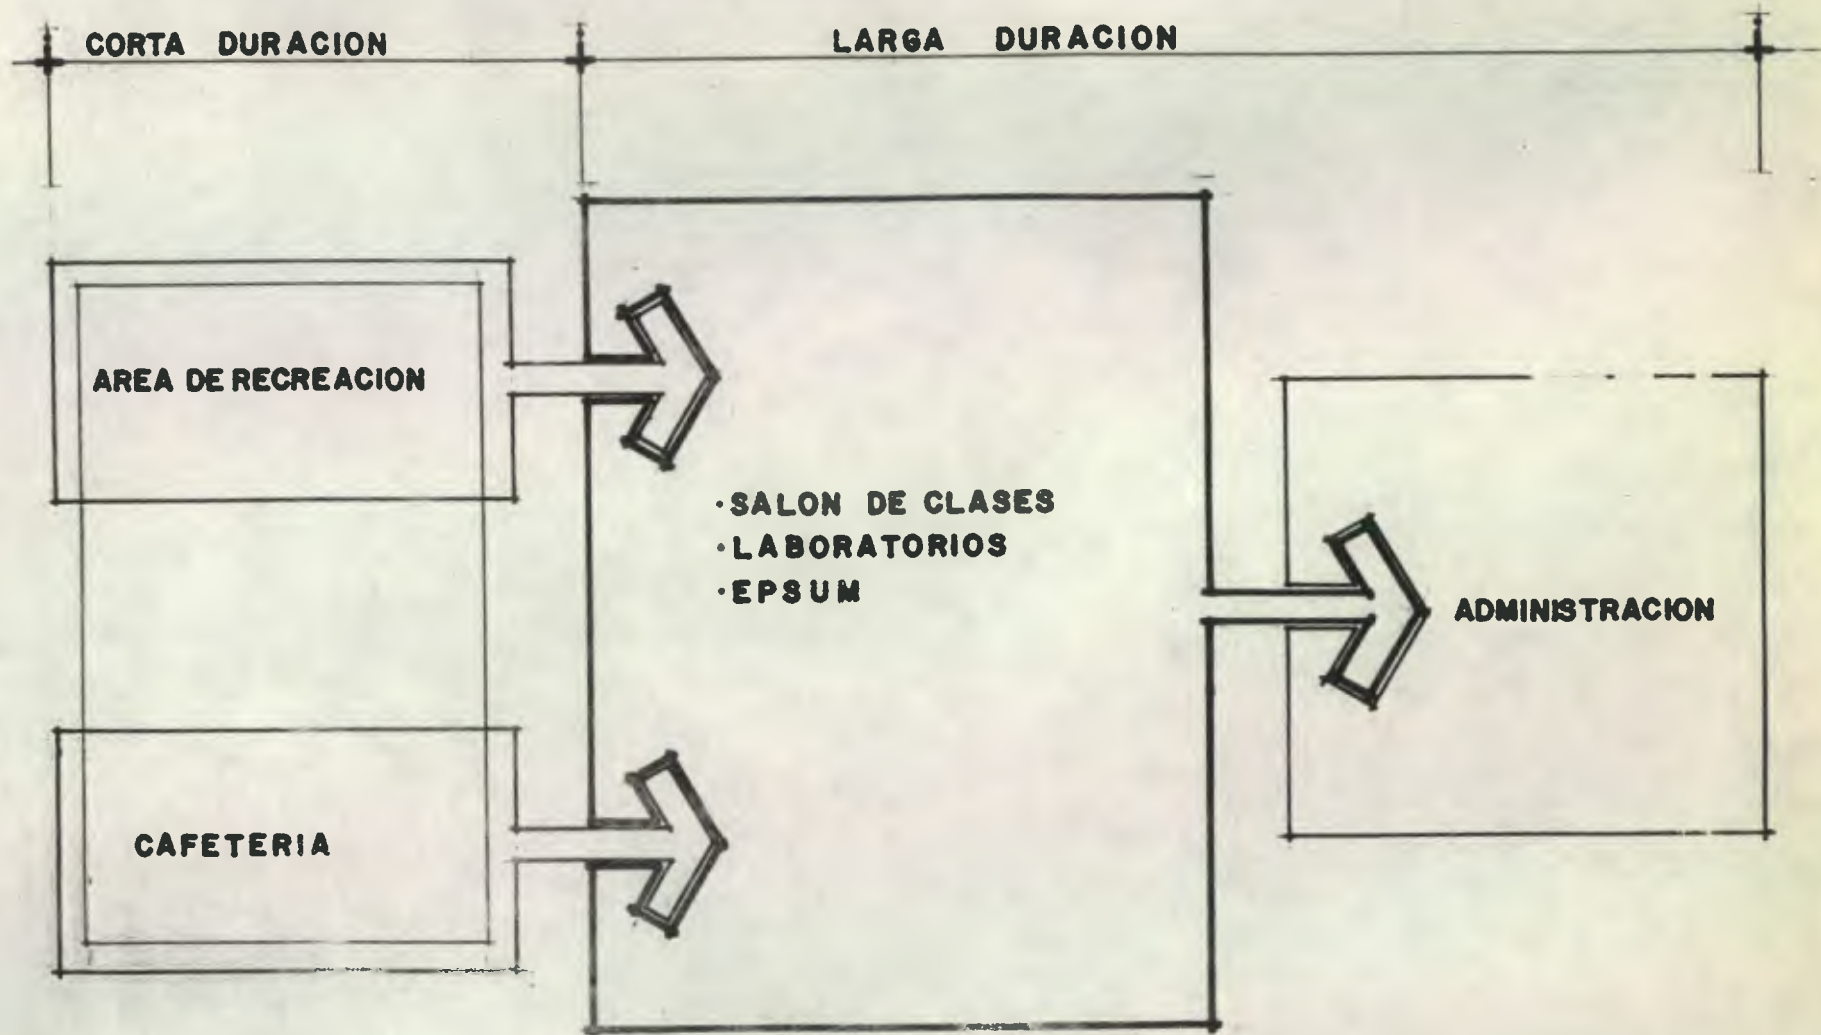 CORTA DURACION
LARGA DURACION
AREA DE RECREACION
·SALON DE CLASES
·LABORATORIOS
·EPSUM
ADMINISTRACION
CAFETERIA